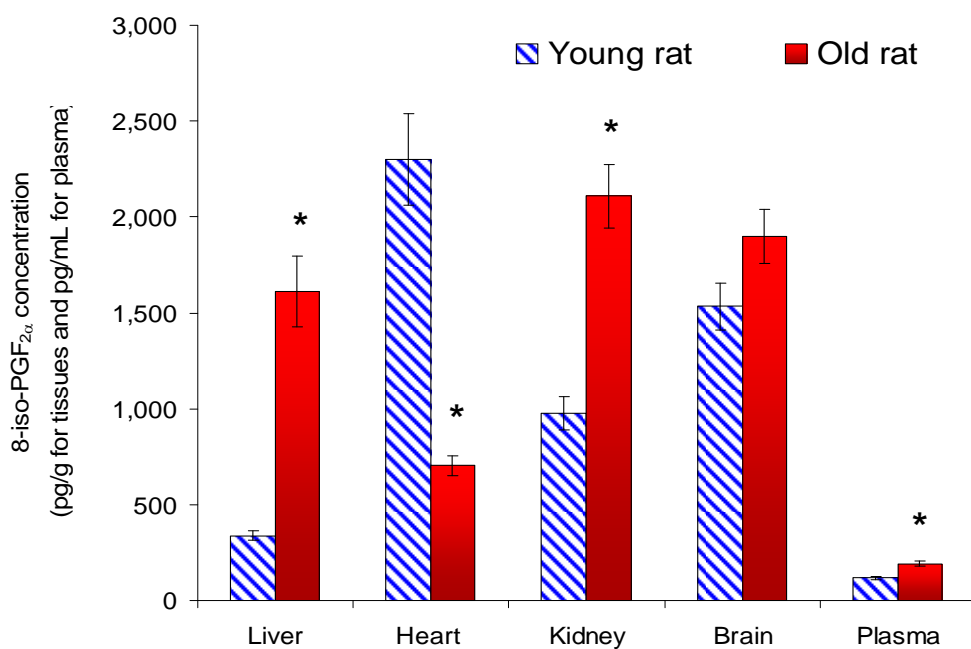 3,000
2,500
2,000
1,500
1,000
500
0
8-iso-PGF2α concentration
(pg/g for tissues and pg/mL for plasma)
Young rat
Old rat
*
*
*
*
Liver
Heart
Kidney
Brain
Plasma